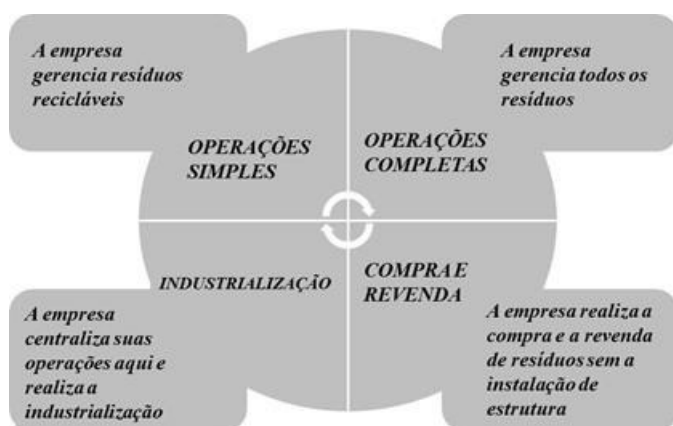 A empresa
gerencia resíduos
recicláveis
A empresa
gerencia todos os
resíduos
OPERAÇÕES
SIMPLES
OPERAÇÕES
COMPLETAS
INDUSTRIALIZAÇÃO
COMPRA E
REVENDA
A empresa
centraliza suas
operações aqui e
realiza a
industrialização
A empresa realiza a
compra e a revenda
de resíduos sem a
instalação de
estrutura